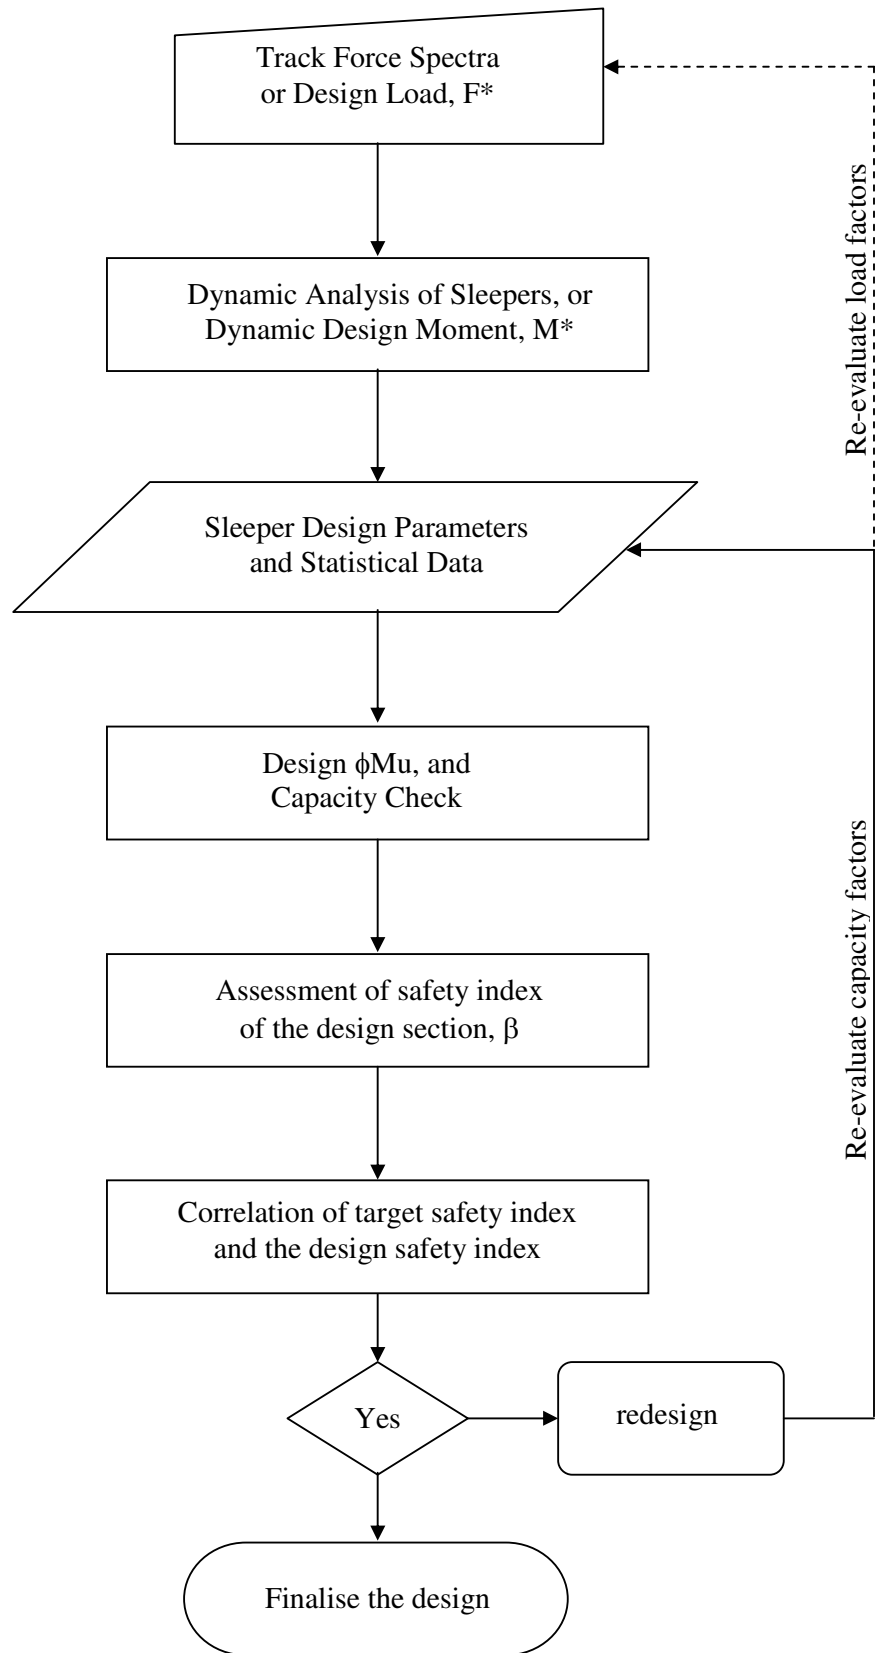 Track Force Spectra
or Design Load, F*
Re-evaluate load factors
Dynamic Analysis of Sleepers, or
Dynamic Design Moment, M*
Sleeper Design Parameters
and Statistical Data
Design ϕMu, and
Capacity Check
Re-evaluate capacity factors
Assessment of safety index
of the design section, β
Correlation of target safety index
and the design safety index
Yes
redesign
Finalise the design